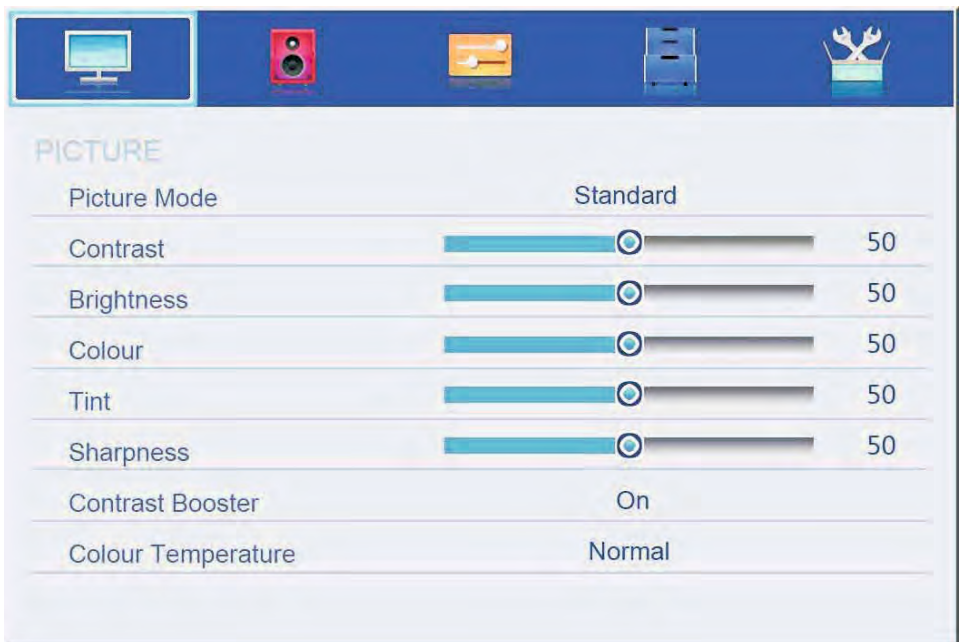 PICTURE
Picture Mode Standard
Contrast 50
Brightness 50
Colour 50
Tint 50
Sharpness 50
Contrast Booster On
Colour Temperature Normal